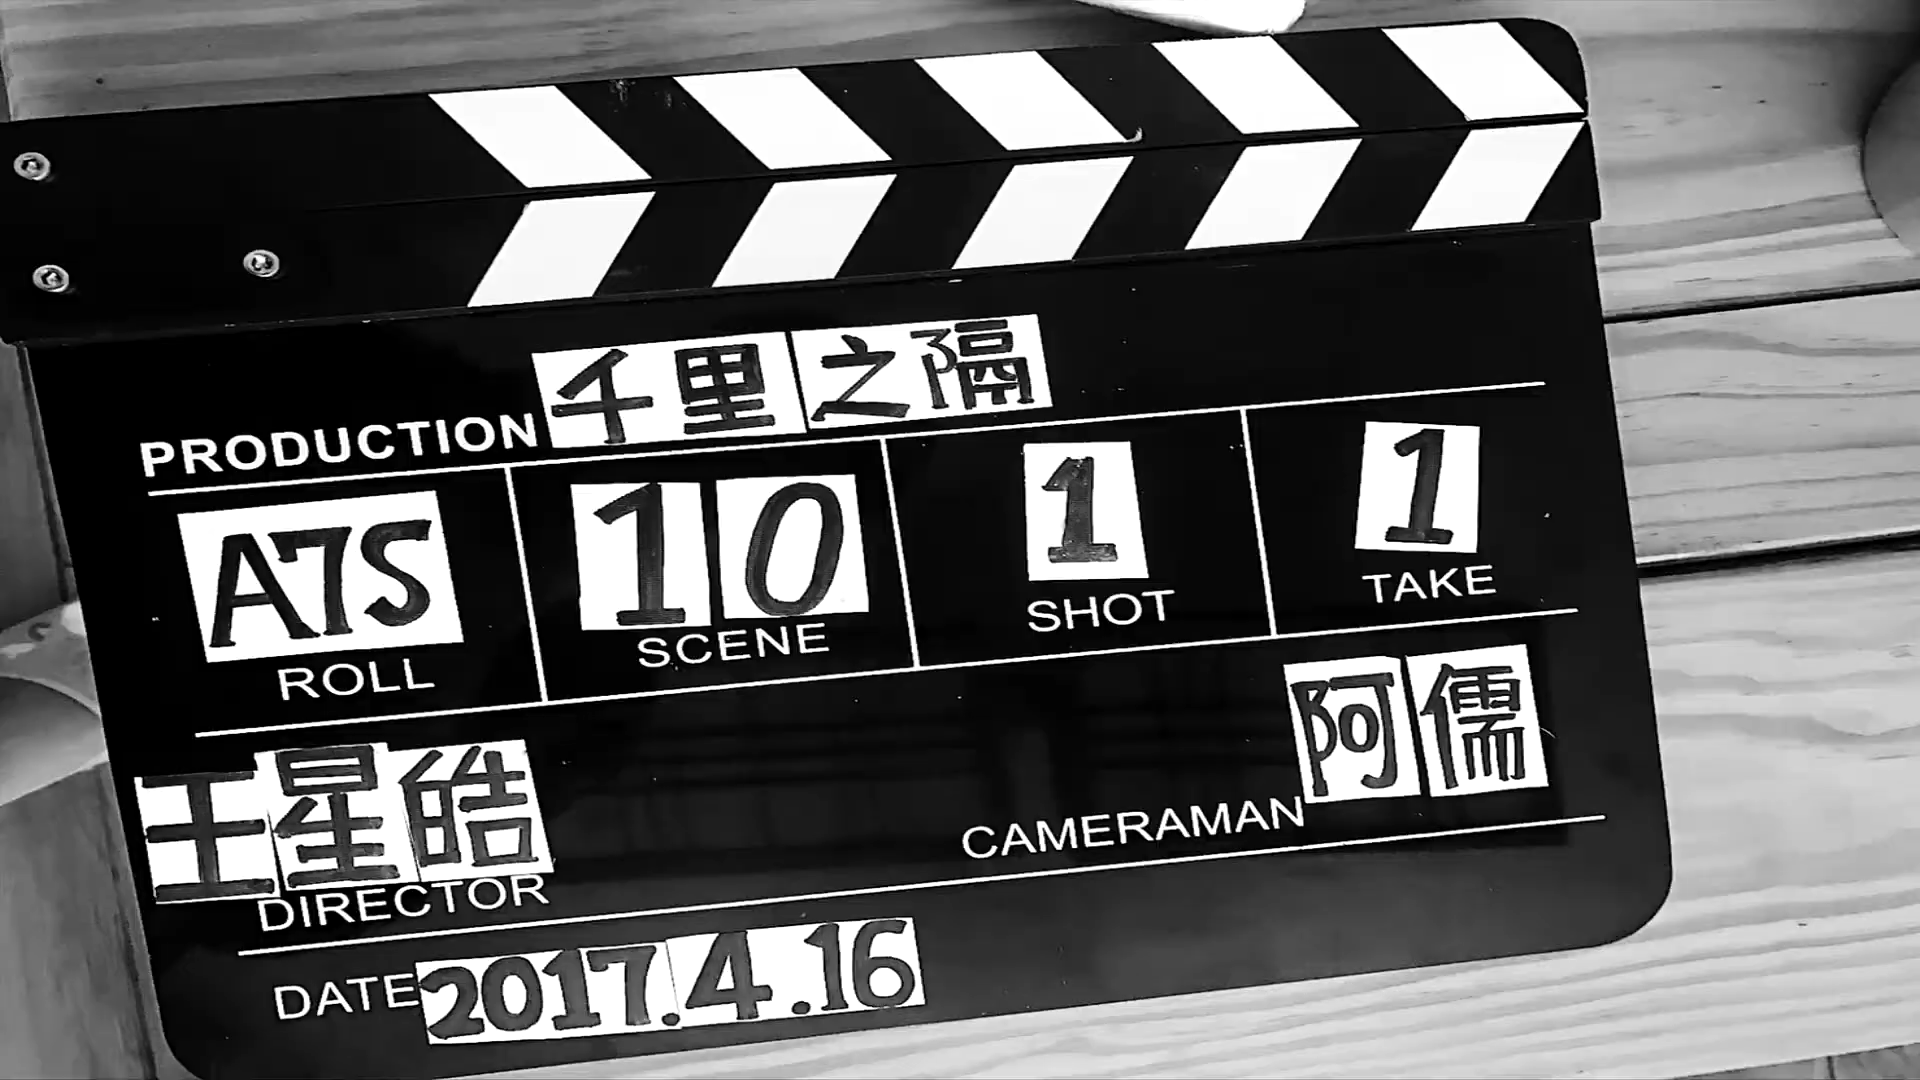 PRODUCTION 千里之隔
A7S 10 1 1
ROLL SCENE SHOT TAKE
王星皓 阿儒
DIRECTOR CAMERAMAN
DATE 2017.4.16